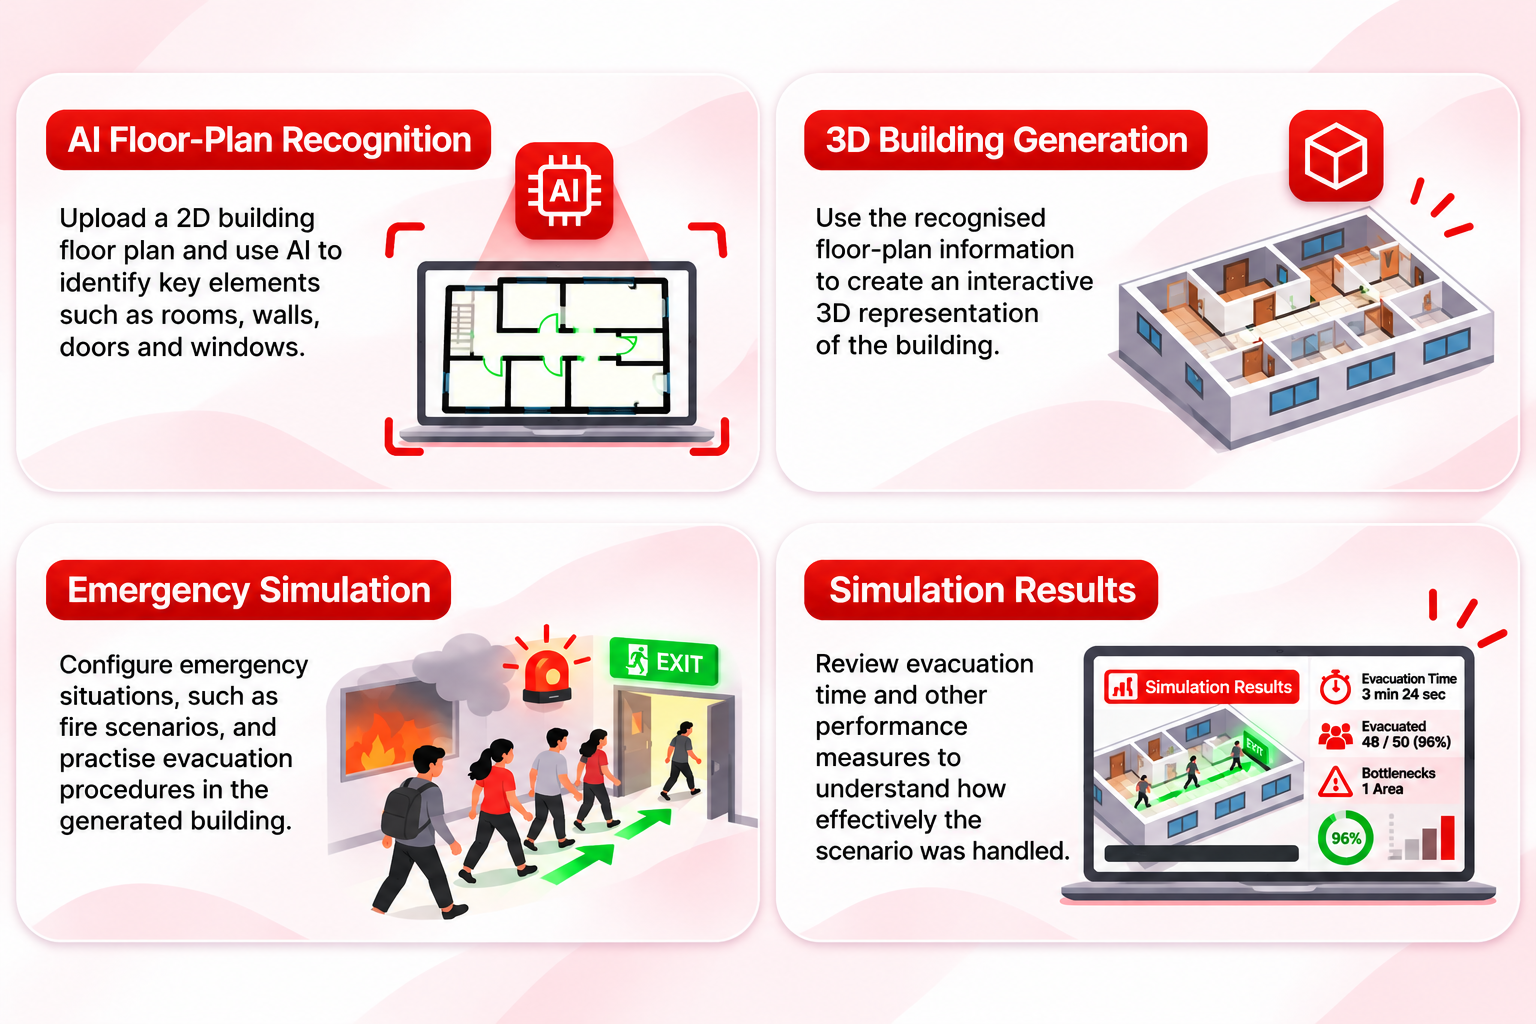 AI Floor-Plan Recognition
Upload a 2D building
floor plan and use AI to
identify key elements
such as rooms, walls,
doors and windows.
AI
3D Building Generation
Use the recognised
floor-plan information
to create an interactive
3D representation
of the building.
Emergency Simulation
Configure emergency
situations, such as
fire scenarios, and
practise evacuation
procedures in the
generated building.
EXIT
Simulation Results
Review evacuation
time and other
performance
measures to
understand how
effectively the
scenario was handled.
Simulation Results
EXIT
Evacuation Time
3 min 24 sec
Evacuated
48 / 50 (96%)
Bottlenecks
1 Area
96%